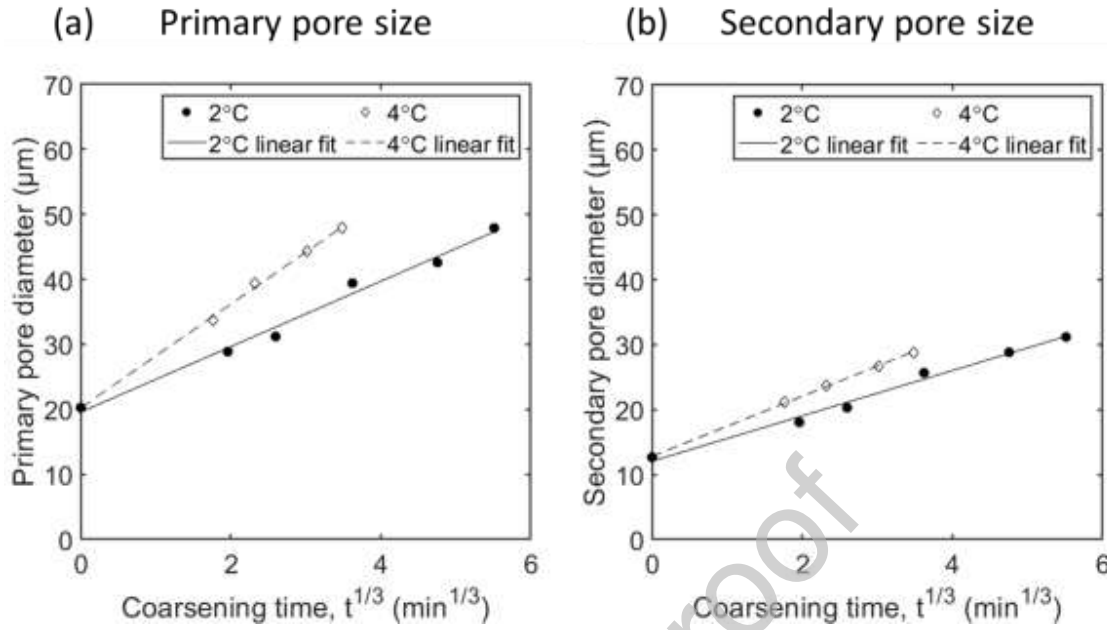 (a) Primary pore size
70
60
50
40
30
20
10
0
0 2 4 6
Primary pore diameter (µm)
Coarsening time, t^1/3 (min^1/3)
2°C 4°C
2°C linear fit 4°C linear fit
(b) Secondary pore size
70
60
50
40
30
20
10
0
0 2 4 6
Secondary pore diameter (µm)
Coarsening time, t^1/3 (min^1/3)
2°C 4°C
2°C linear fit 4°C linear fit
roof